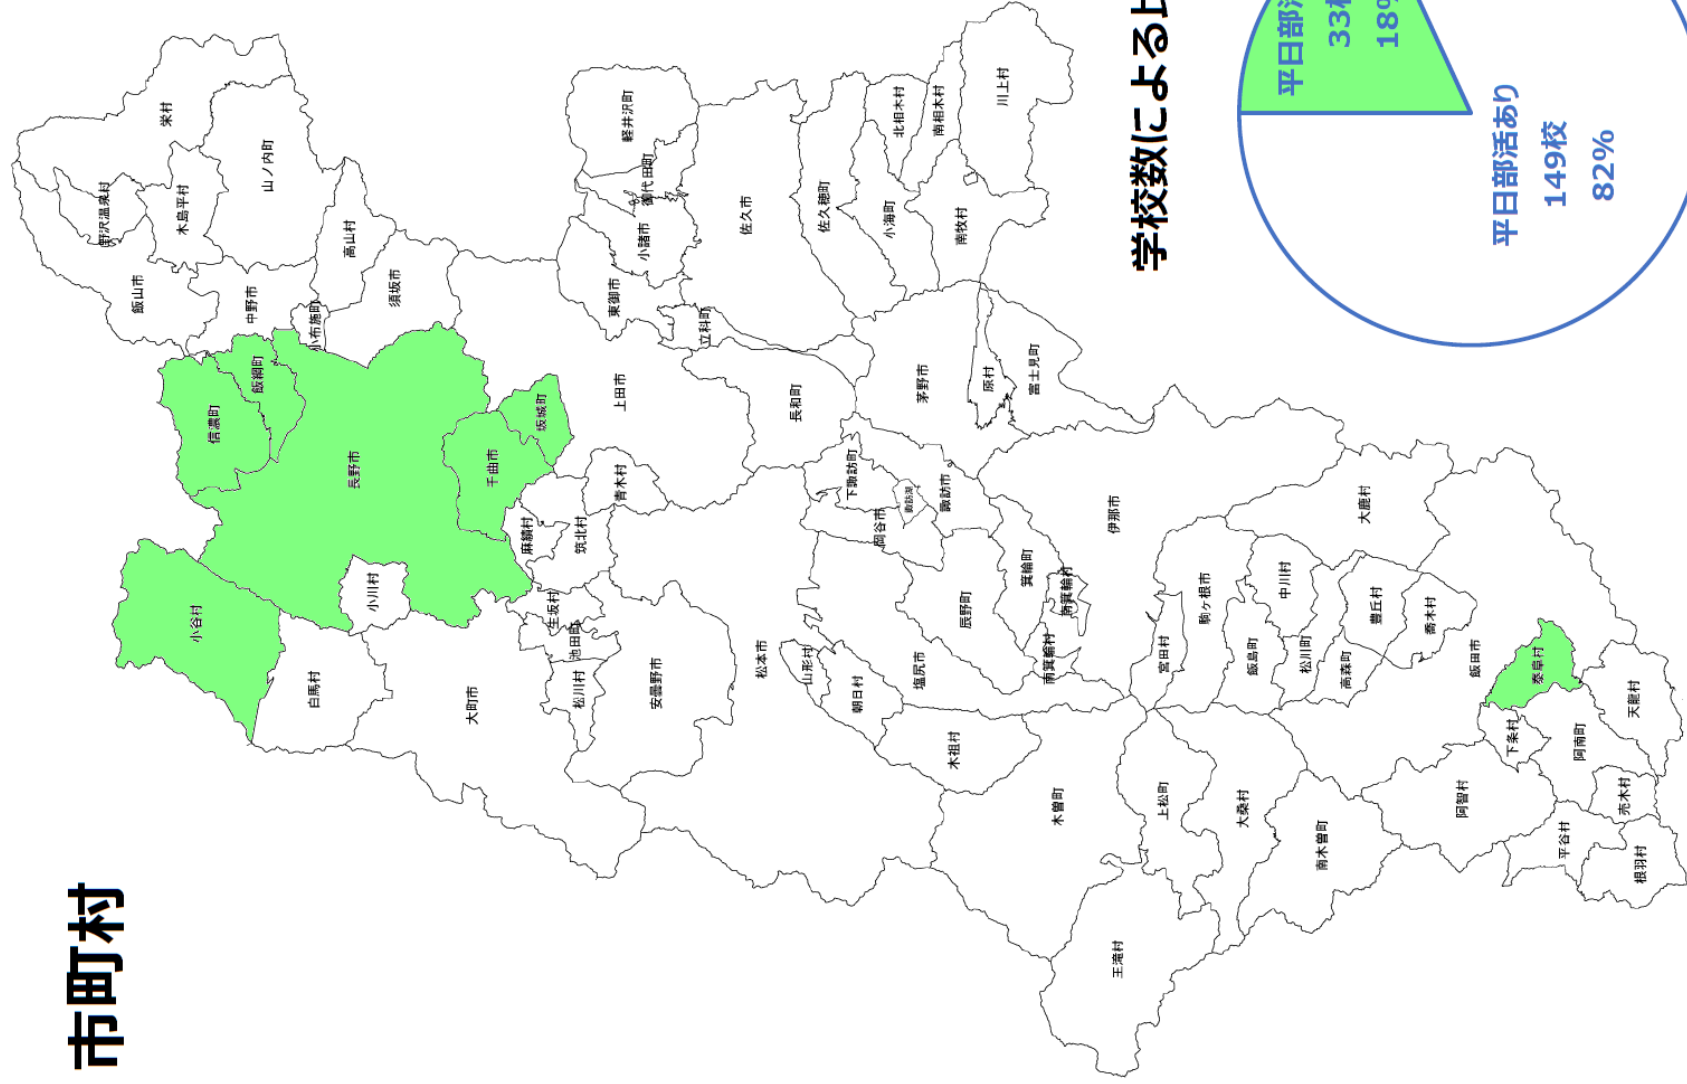 市町村
栄村
野沢温泉村
木島平村
山ノ内町
飯山市
中野市
高山村
小布施町
須坂市
信濃町
飯綱町
長野市
小谷村
白馬村
小川村
千曲市
坂城町
上田市
青木村
麻績村
筑北村
生坂村
池田町
松川村
大町市
安曇野市
松本市
軽井沢町
御代田町
小諸市
東御市
立科町
佐久市
佐久穂町
小海町
北相木村
南相木村
川上村
南牧村
長和町
茅野市
原村
富士見町
下諏訪町
岡谷市
諏訪湖
諏訪市
山形村
朝日村
塩尻市
辰野町
箕輪町
南箕輪村
南箕輪村
伊那市
宮田村
駒ヶ根市
飯島町
中川村
松川町
高森町
大鹿村
豊丘村
喬木村
飯田市
泰阜村
下条村
阿南町
天龍村
阿智村
平谷村
売木村
根羽村
木祖村
木曽町
上松町
大桑村
南木曽町
王滝村
学校数による
平日部
33
18
平日部活あり
149校
82%